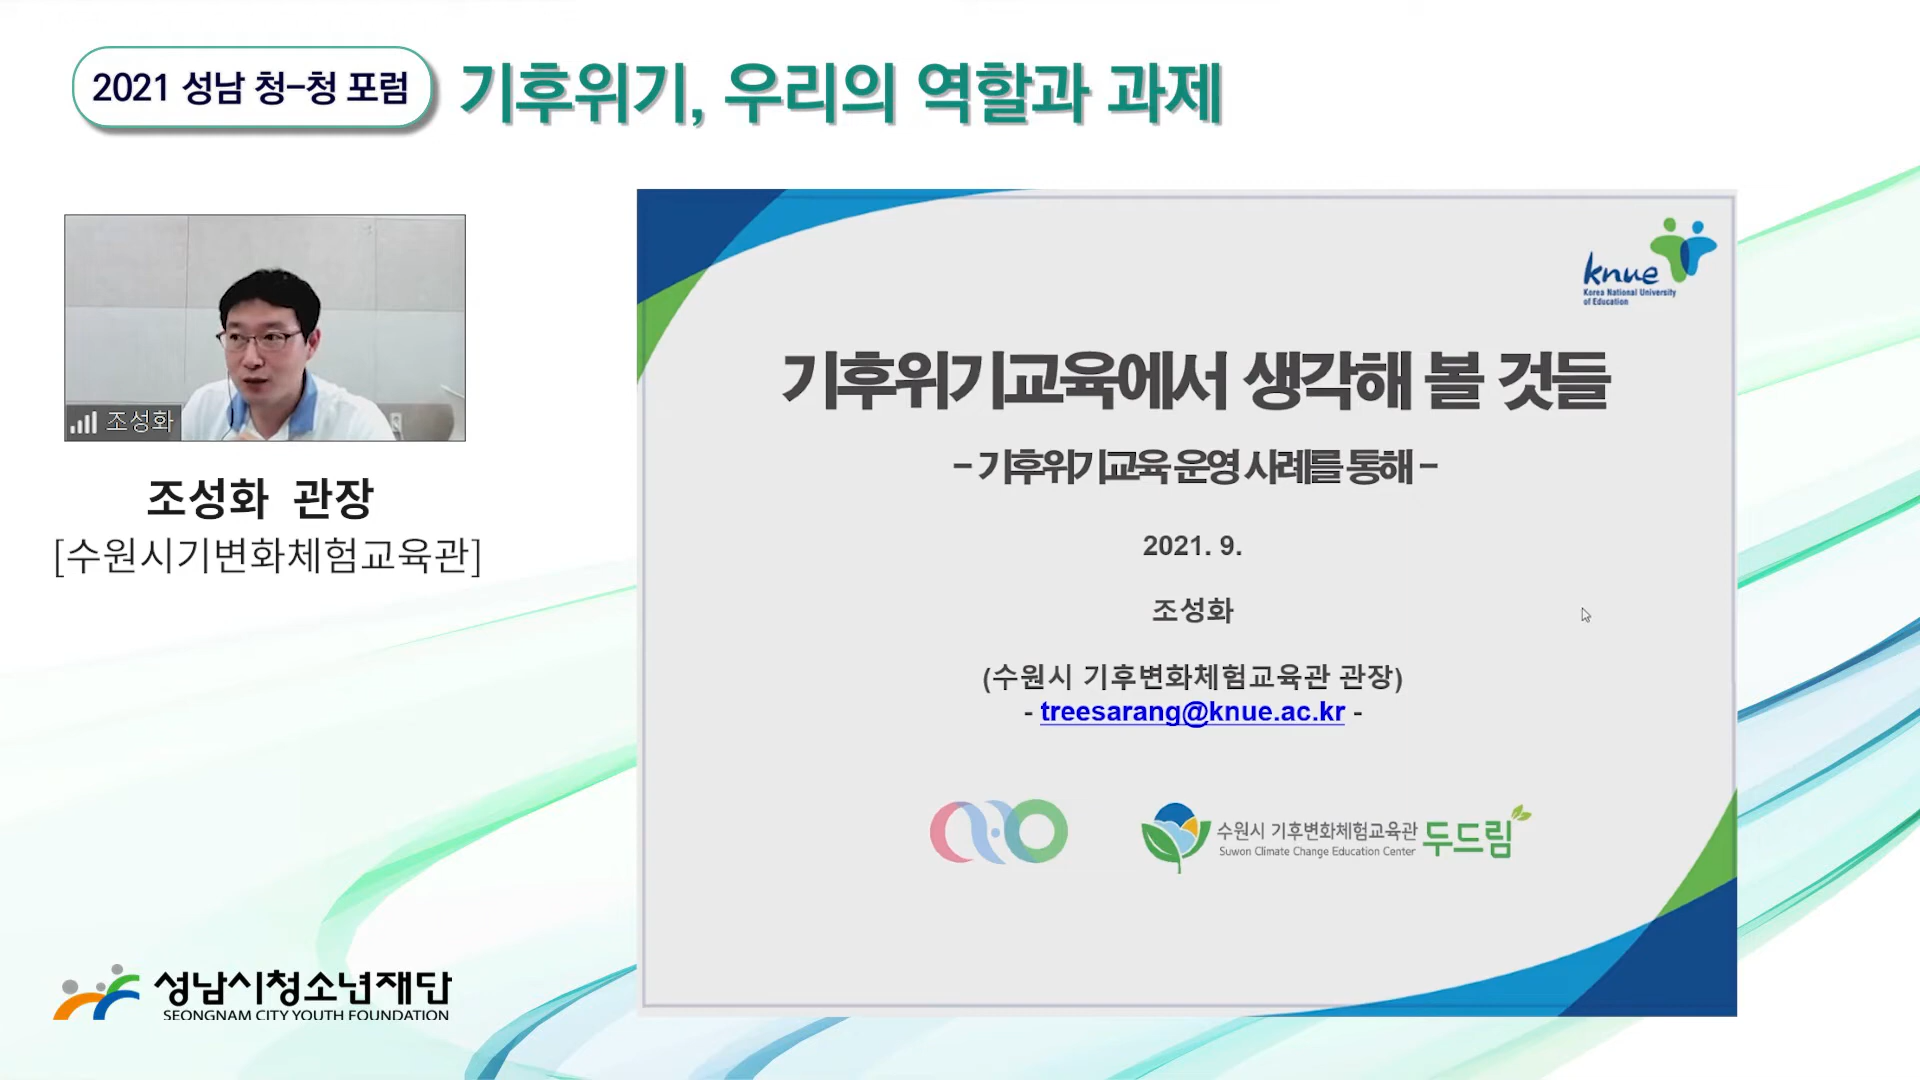 2021 성남 청-청 포럼
기후위기, 우리의 역할과 과제
조성화
조성화 관장
[수원시기변화체험교육관]
knue
Korea National University
of Education
기후위기교육에서 생각해 볼 것들
- 기후위기교육 운영 사례를 통해 -
2021. 9.
조성화
(수원시 기후변화체험교육관 관장)
- treesarang@knue.ac.kr -
수원시 기후변화체험교육관 두드림
Suwon Climate Change Education Center
성남시청소년재단
SEONGNAM CITY YOUTH FOUNDATION